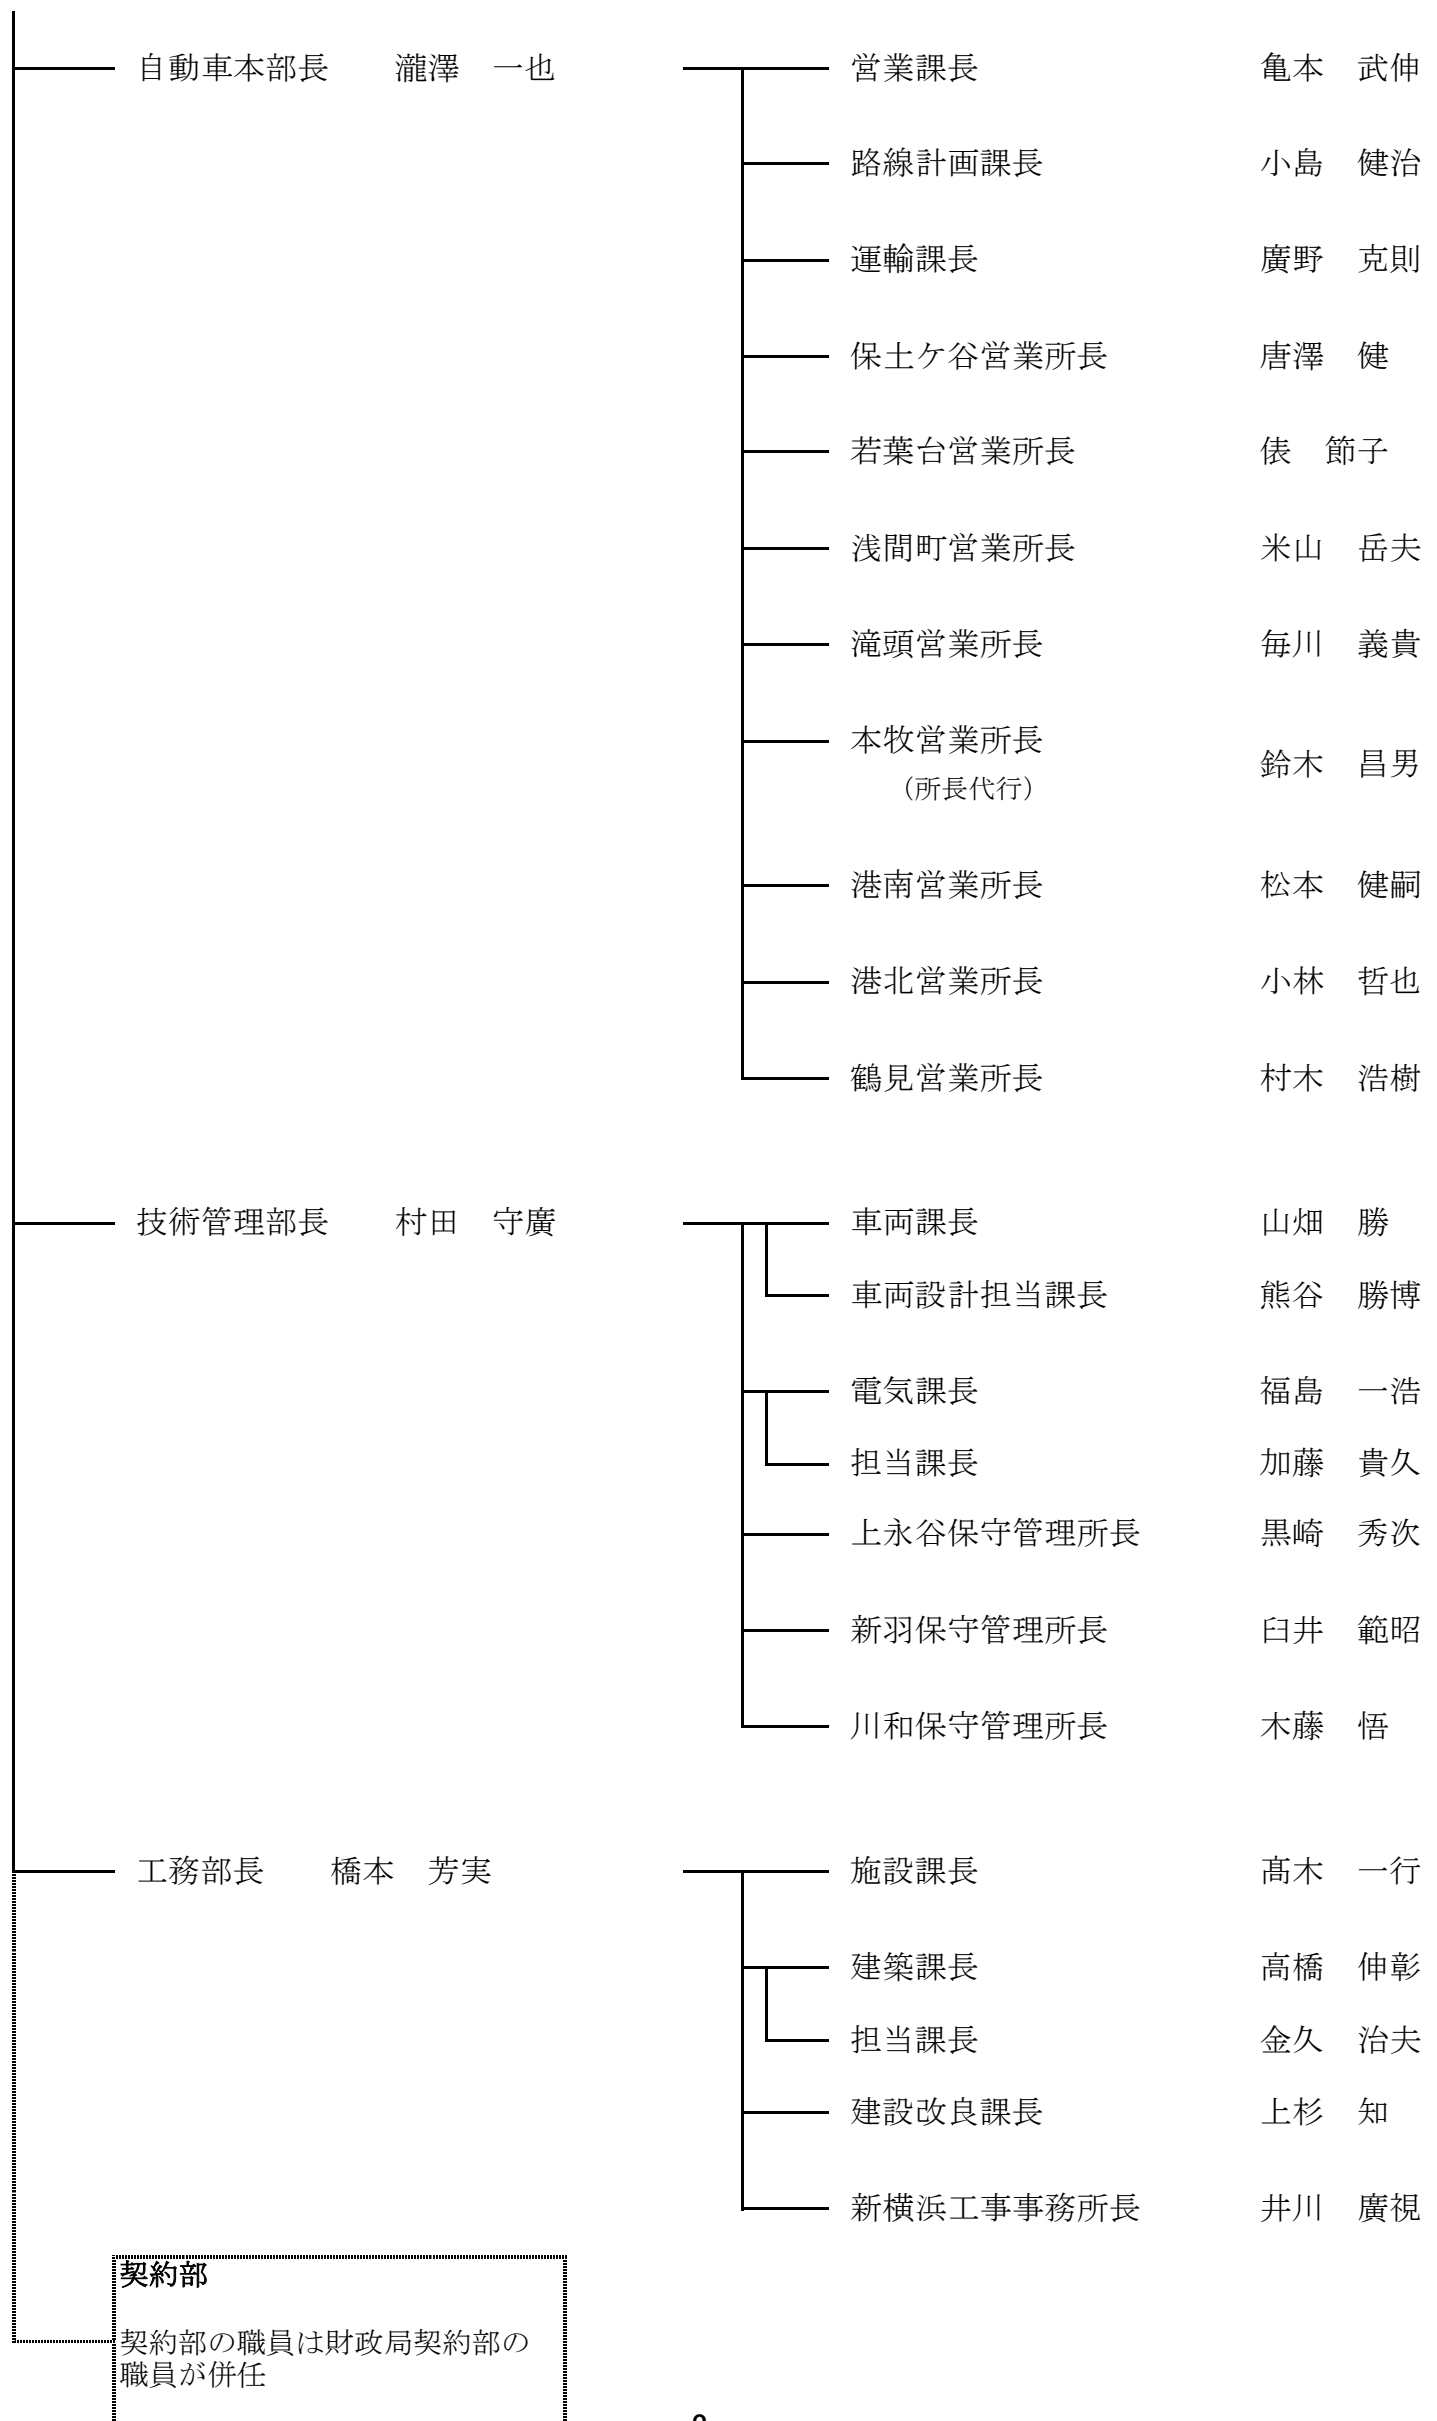 自動車本部長　　瀧澤　一也　　営業課長　　亀本　武伸
路線計画課長　　小島　健治
運輸課長　　廣野　克則
保土ケ谷営業所長　　唐澤　健
若葉台営業所長　　俵　節子
浅間町営業所長　　米山　岳夫
滝頭営業所長　　毎川　義貴
本牧営業所長
（所長代行）　　鈴木　昌男
港南営業所長　　松本　健嗣
港北営業所長　　小林　哲也
鶴見営業所長　　村木　浩樹
技術管理部長　　村田　守廣　　車両課長　　山畑　勝
車両設計担当課長　　熊谷　勝博
電気課長　　福島　一浩
担当課長　　加藤　貴久
上永谷保守管理所長　　黒崎　秀次
新羽保守管理所長　　臼井　範昭
川和保守管理所長　　木藤　悟
工務部長　　橋本　芳実　　施設課長　　髙木　一行
建築課長　　高橋　伸彰
担当課長　　金久　治夫
建設改良課長　　上杉　知
新横浜工事事務所長　　井川　廣視
契約部
契約部の職員は財政局契約部の
職員が併任